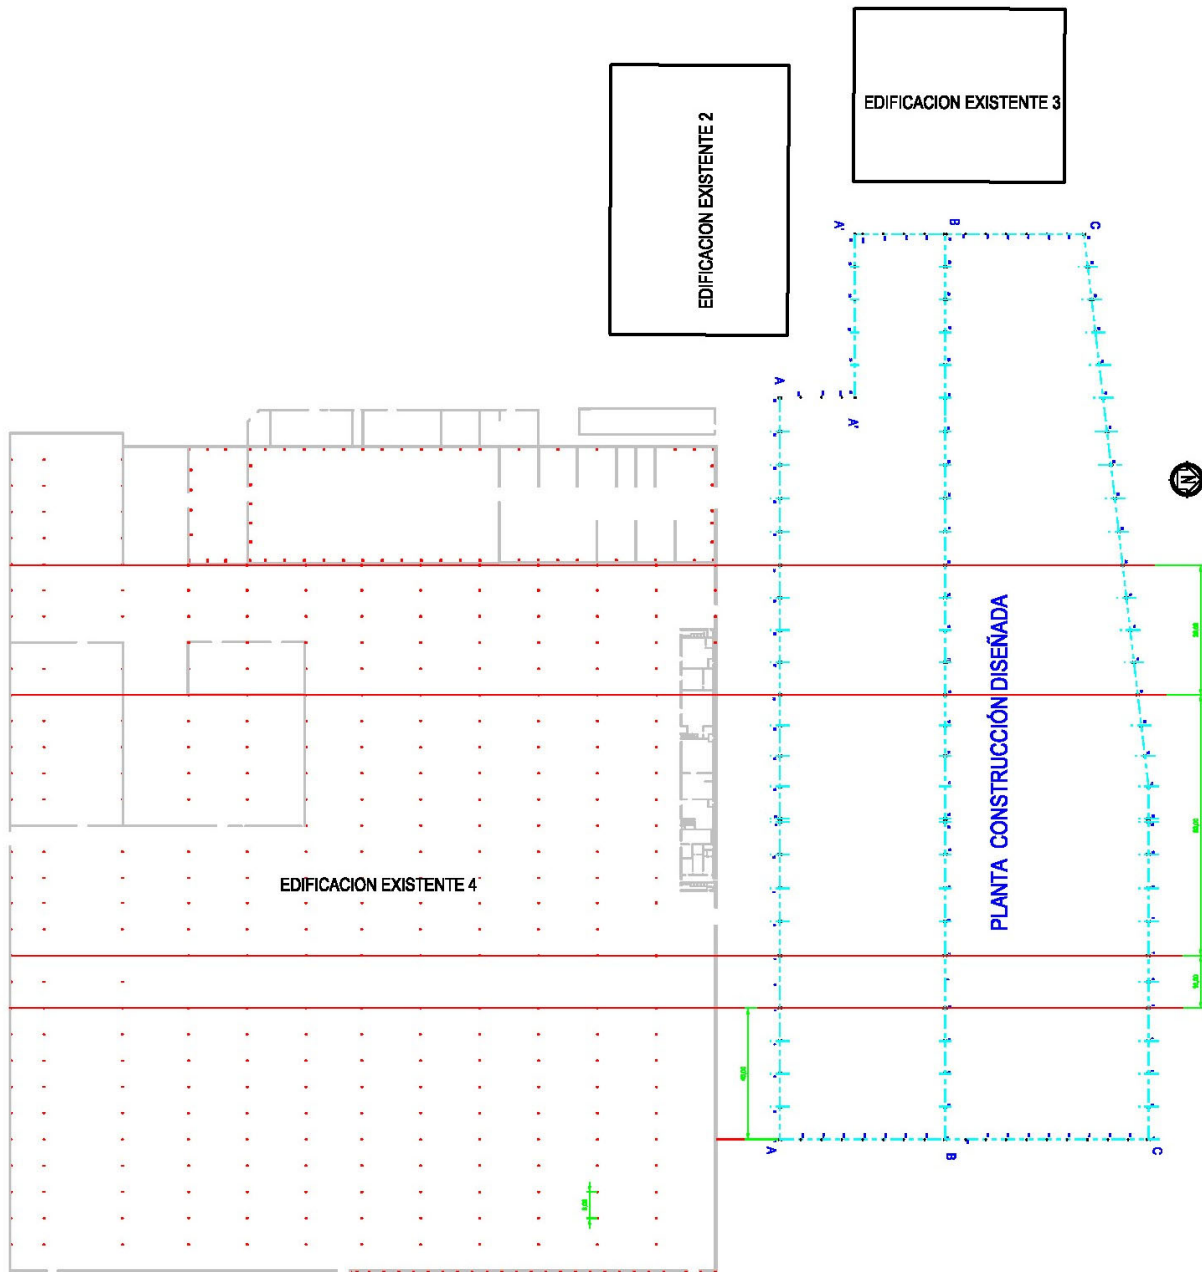 EDIFICACION EXISTENTE 3
EDIFICACION EXISTENTE 2
A'
B
C
A
A'
N
PLANTA CONSTRUCCIÓN DISEÑADA
EDIFICACION EXISTENTE 4
A
B
C